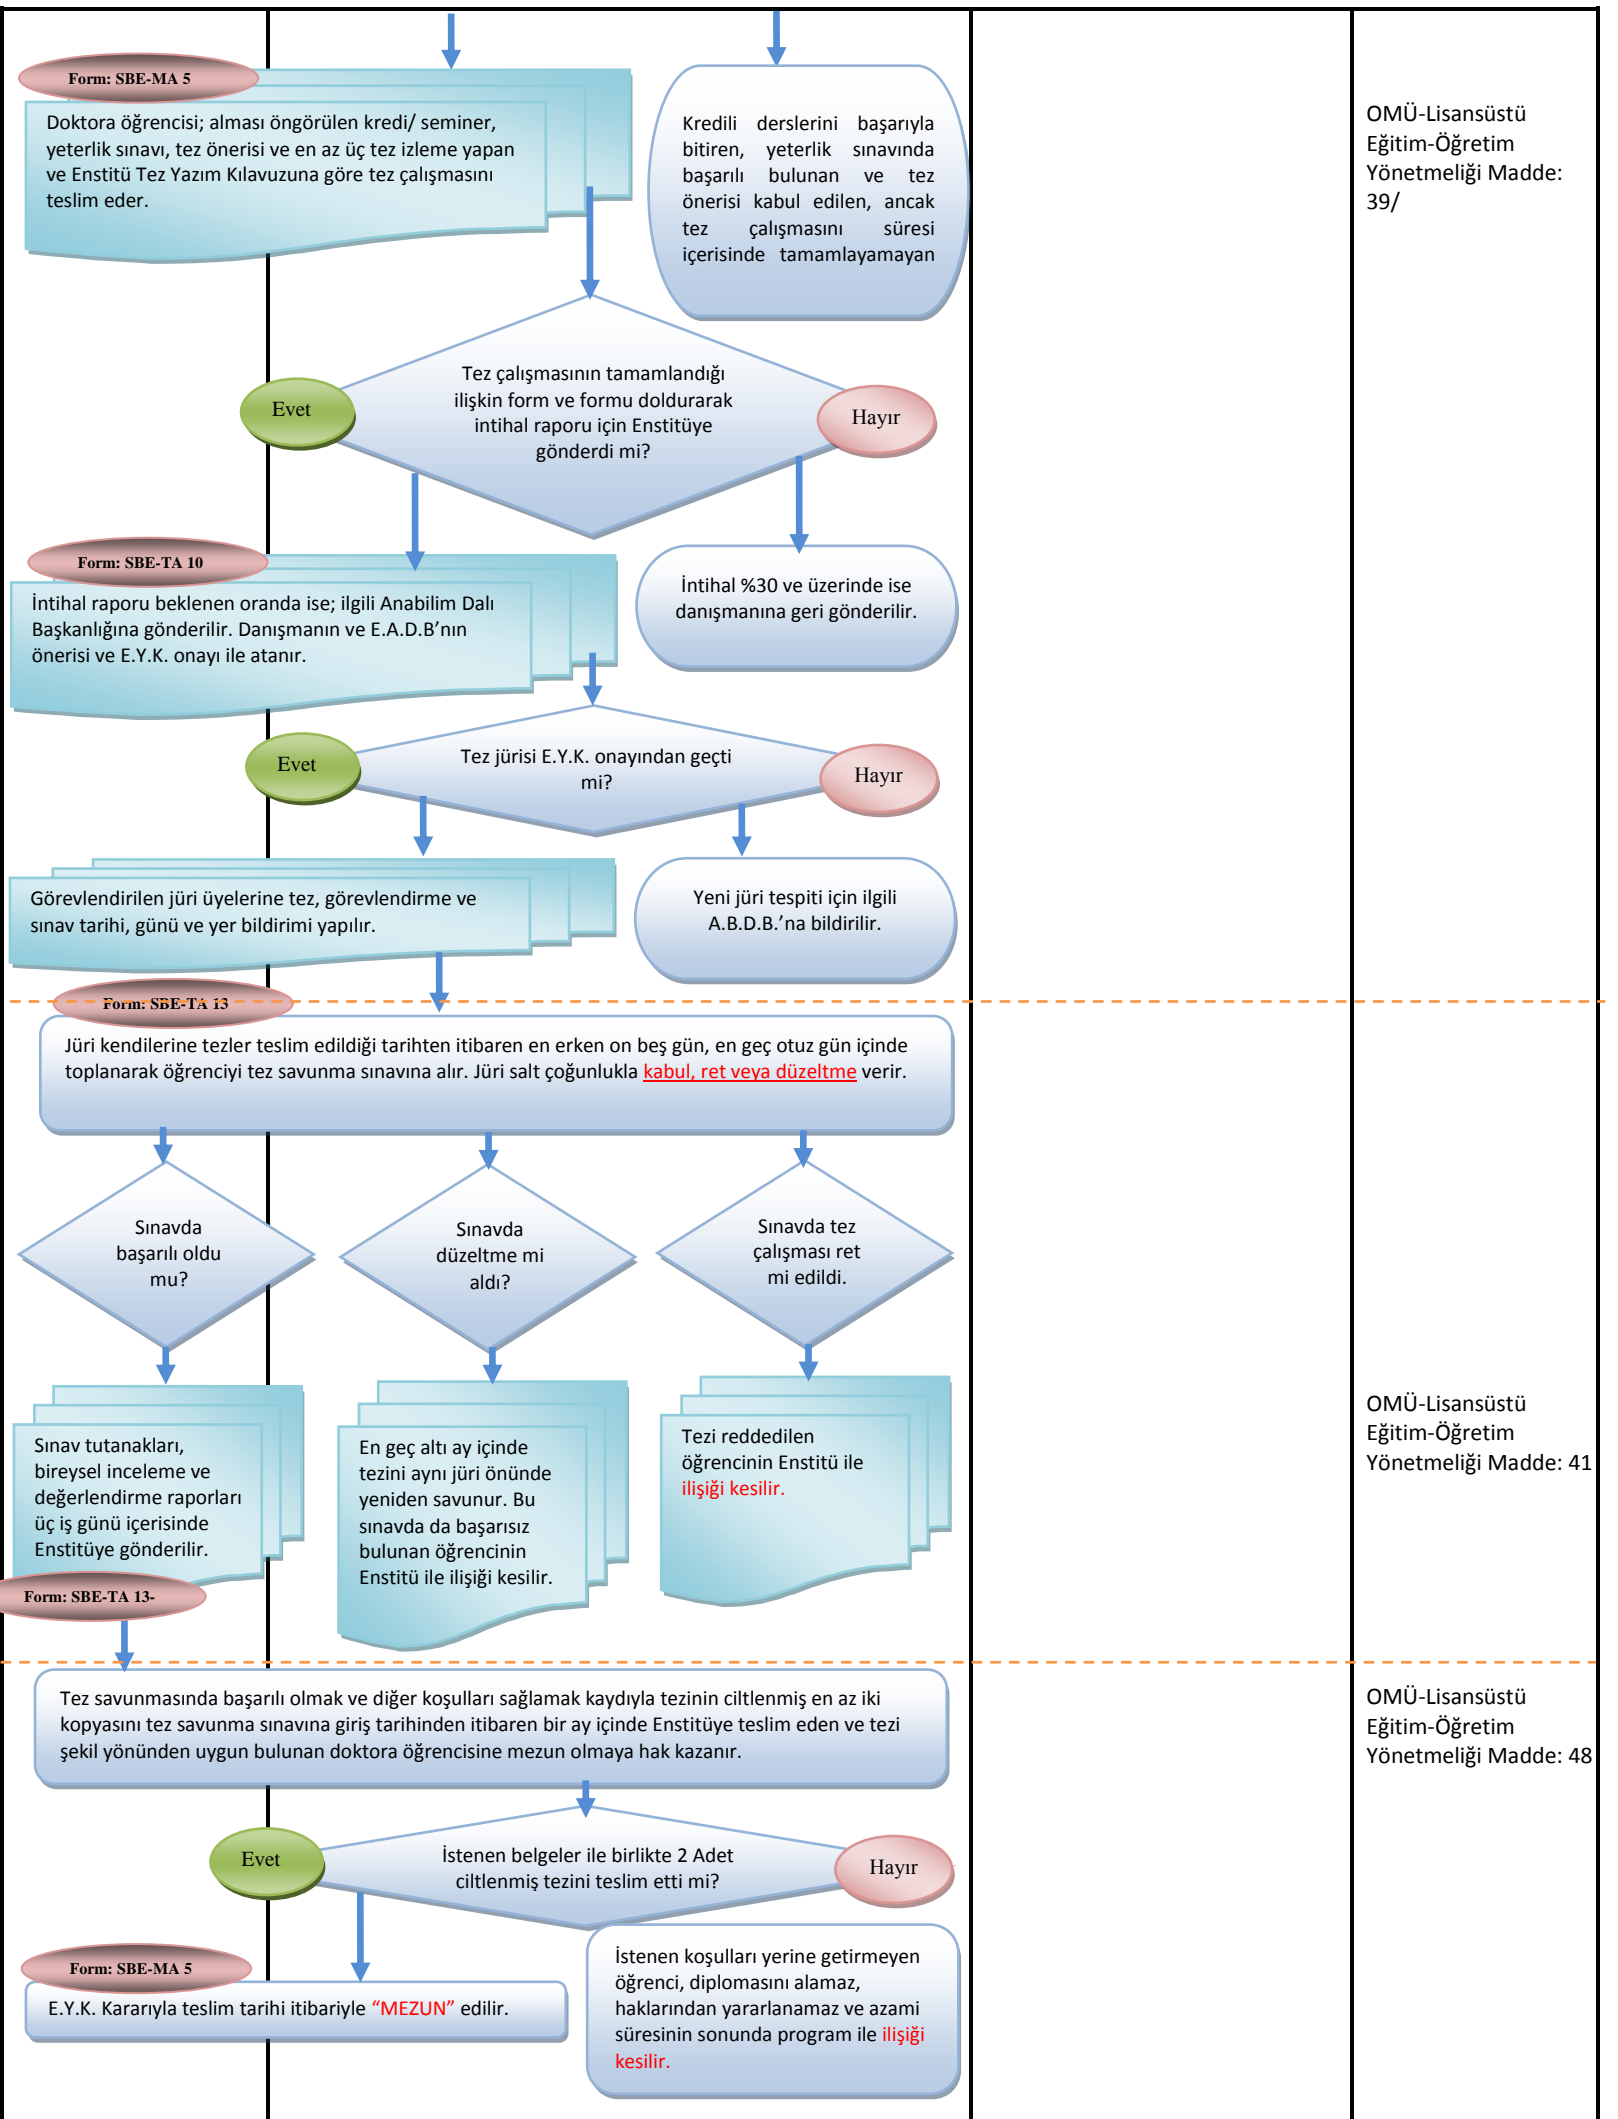 Form: SBE-MA 5
Doktora öğrencisi; alması öngörülen kredi/ seminer,
yeterlik sınavı, tez önerisi ve en az üç tez izleme yapan
ve Enstitü Tez Yazım Kılavuzuna göre tez çalışmasını
teslim eder.
Kredili derslerini başarıyla
bitiren, yeterlik sınavında
başarılı bulunan ve tez
önerisi kabul edilen, ancak
tez çalışmasını süresi
içerisinde tamamlayamayan
OMÜ-Lisansüstü
Eğitim-Öğretim
Yönetmeliği Madde:
39/
Tez çalışmasının tamamlandığı
ilişkin form ve formu doldurarak
intihal raporu için Enstitüye
gönderdi mi?
Evet
Hayır
Form: SBE-TA 10
İntihal raporu beklenen oranda ise; ilgili Anabilim Dalı
Başkanlığına gönderilir. Danışmanın ve E.A.D.B’nın
önerisi ve E.Y.K. onayı ile atanır.
İntihal %30 ve üzerinde ise
danışmanına geri gönderilir.
Evet
Tez jürisi E.Y.K. onayından geçti
mi?
Hayır
Görevlendirilen jüri üyelerine tez, görevlendirme ve
sınav tarihi, günü ve yer bildirimi yapılır.
Yeni jüri tespiti için ilgili
A.B.D.B.’na bildirilir.
Form: SBE-TA 13
Jüri kendilerine tezler teslim edildiği tarihten itibaren en erken on beş gün, en geç otuz gün içinde
toplanarak öğrenciyi tez savunma sınavına alır. Jüri salt çoğunlukla kabul, ret veya düzeltme verir.
Sınavda
başarılı oldu
mu?
Sınavda
düzeltme mi
aldı?
Sınavda tez
çalışması ret
mi edildi.
Sınav tutanakları,
bireysel inceleme ve
değerlendirme raporları
üç iş günü içerisinde
Enstitüye gönderilir.
Form: SBE-TA 13-
En geç altı ay içinde
tezini aynı jüri önünde
yeniden savunur. Bu
sınavda da başarısız
bulunan öğrencinin
Enstitü ile ilişiği kesilir.
Tezi reddedilen
öğrencinin Enstitü ile
ilişiği kesilir.
OMÜ-Lisansüstü
Eğitim-Öğretim
Yönetmeliği Madde: 41
Tez savunmasında başarılı olmak ve diğer koşulları sağlamak kaydıyla tezinin ciltlenmiş en az iki
kopyasını tez savunma sınavına giriş tarihinden itibaren bir ay içinde Enstitüye teslim eden ve tezi
şekil yönünden uygun bulunan doktora öğrencisine mezun olmaya hak kazanır.
OMÜ-Lisansüstü
Eğitim-Öğretim
Yönetmeliği Madde: 48
Evet
İstenen belgeler ile birlikte 2 Adet
ciltlenmiş tezini teslim etti mi?
Hayır
Form: SBE-MA 5
E.Y.K. Kararıyla teslim tarihi itibariyle “MEZUN” edilir.
İstenen koşulları yerine getirmeyen
öğrenci, diplomasını alamaz,
haklarından yararlanamaz ve azami
süresinin sonunda program ile ilişiği
kesilir.